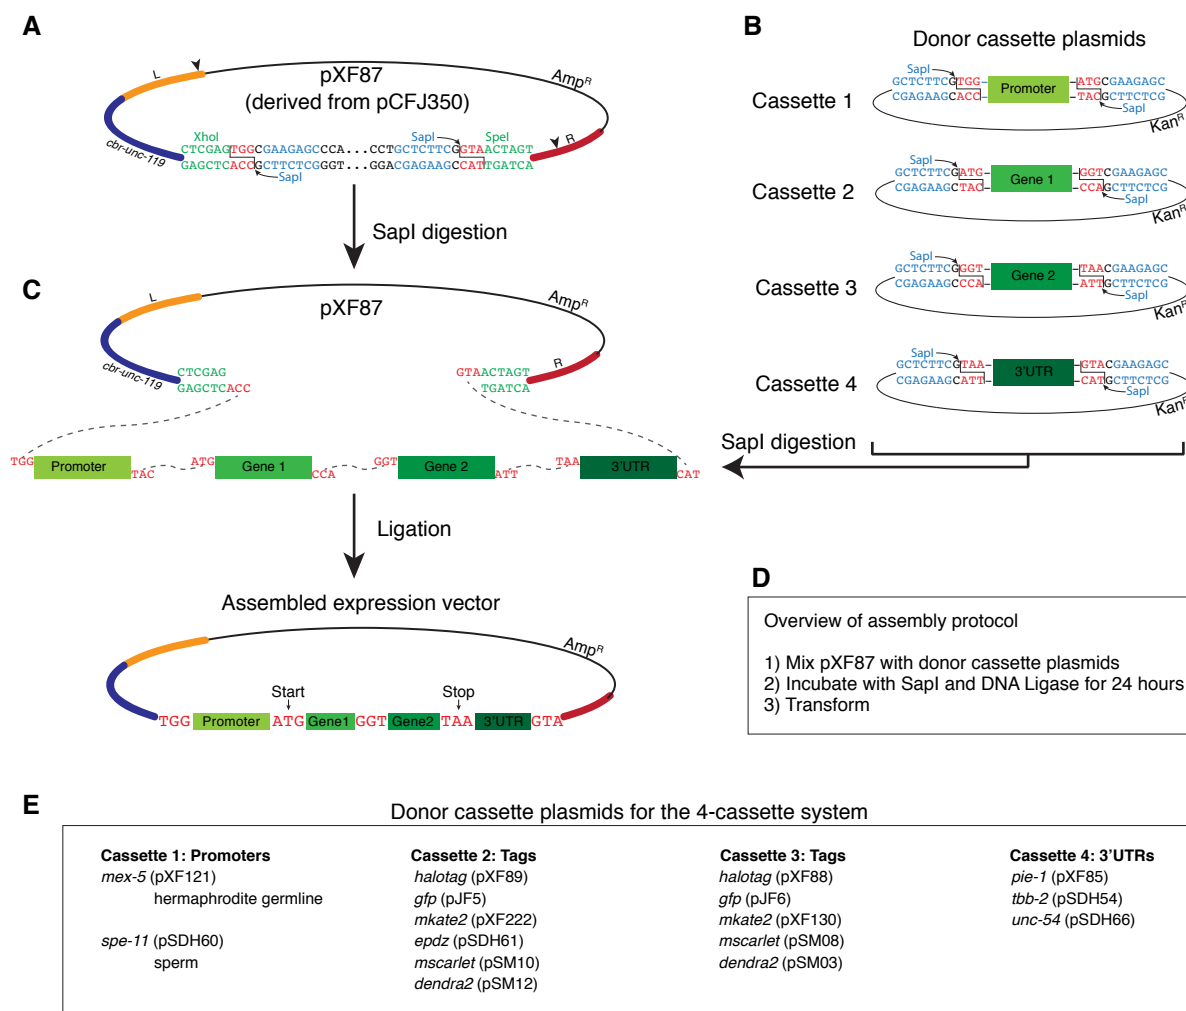 A
L
pXF87
(derived from pCFJ350)
AmpR
R
cbr-unc-119
XhoI
SapI
SpeI
CTCGAGTGGCGAAGAGCCCA...CCTGCTCTTCGGTAACTAGT
GAGCTCACCGCTTCTCGGGT...GGACGAGAAGCCATTGATCA
SapI
SapI digestion
B
Donor cassette plasmids
Cassette 1
SapI
GCTCTTCGTGG
Promoter
ATGCGAAGAGC
CGAGAAGCACC
TACGCTTCTCG
SapI
KanR
Cassette 2
SapI
GCTCTTCGATG
Gene 1
GGTCGAAGAGC
CGAGAAGCTAC
CCAGCTTCTCG
SapI
KanR
Cassette 3
SapI
GCTCTTCGGGT
Gene 2
TAACGAAGAGC
CGAGAAGCCCA
ATTGCTTCTCG
SapI
KanR
Cassette 4
SapI
GCTCTTCGTAA
3'UTR
GTACGAAGAGC
CGAGAAGCATT
CATGCTTCTCG
SapI
KanR
SapI digestion
C
L
pXF87
AmpR
R
cbr-unc-119
CTCGAG
GAGCTCACC
GTAACTAGT
TGATCA
TGG Promoter TAC
ATG Gene 1 CCA
GGT Gene 2 ATT
TAA 3'UTR CAT
Ligation
Assembled expression vector
AmpR
Start
Stop
TGG Promoter ATG Gene1 GGT Gene2 TAA 3'UTR GTA
D
Overview of assembly protocol
1) Mix pXF87 with donor cassette plasmids
2) Incubate with SapI and DNA Ligase for 24 hours
3) Transform
E
Donor cassette plasmids for the 4-cassette system
Cassette 1: Promoters
mex-5 (pXF121)
hermaphrodite germline
spe-11 (pSDH60)
sperm
Cassette 2: Tags
halotag (pXF89)
gfp (pJF5)
mkate2 (pXF222)
epdz (pSDH61)
mscarlet (pSM10)
dendra2 (pSM12)
Cassette 3: Tags
halotag (pXF88)
gfp (pJF6)
mkate2 (pXF130)
mscarlet (pSM08)
dendra2 (pSM03)
Cassette 4: 3'UTRs
pie-1 (pXF85)
tbb-2 (pSDH54)
unc-54 (pSDH66)